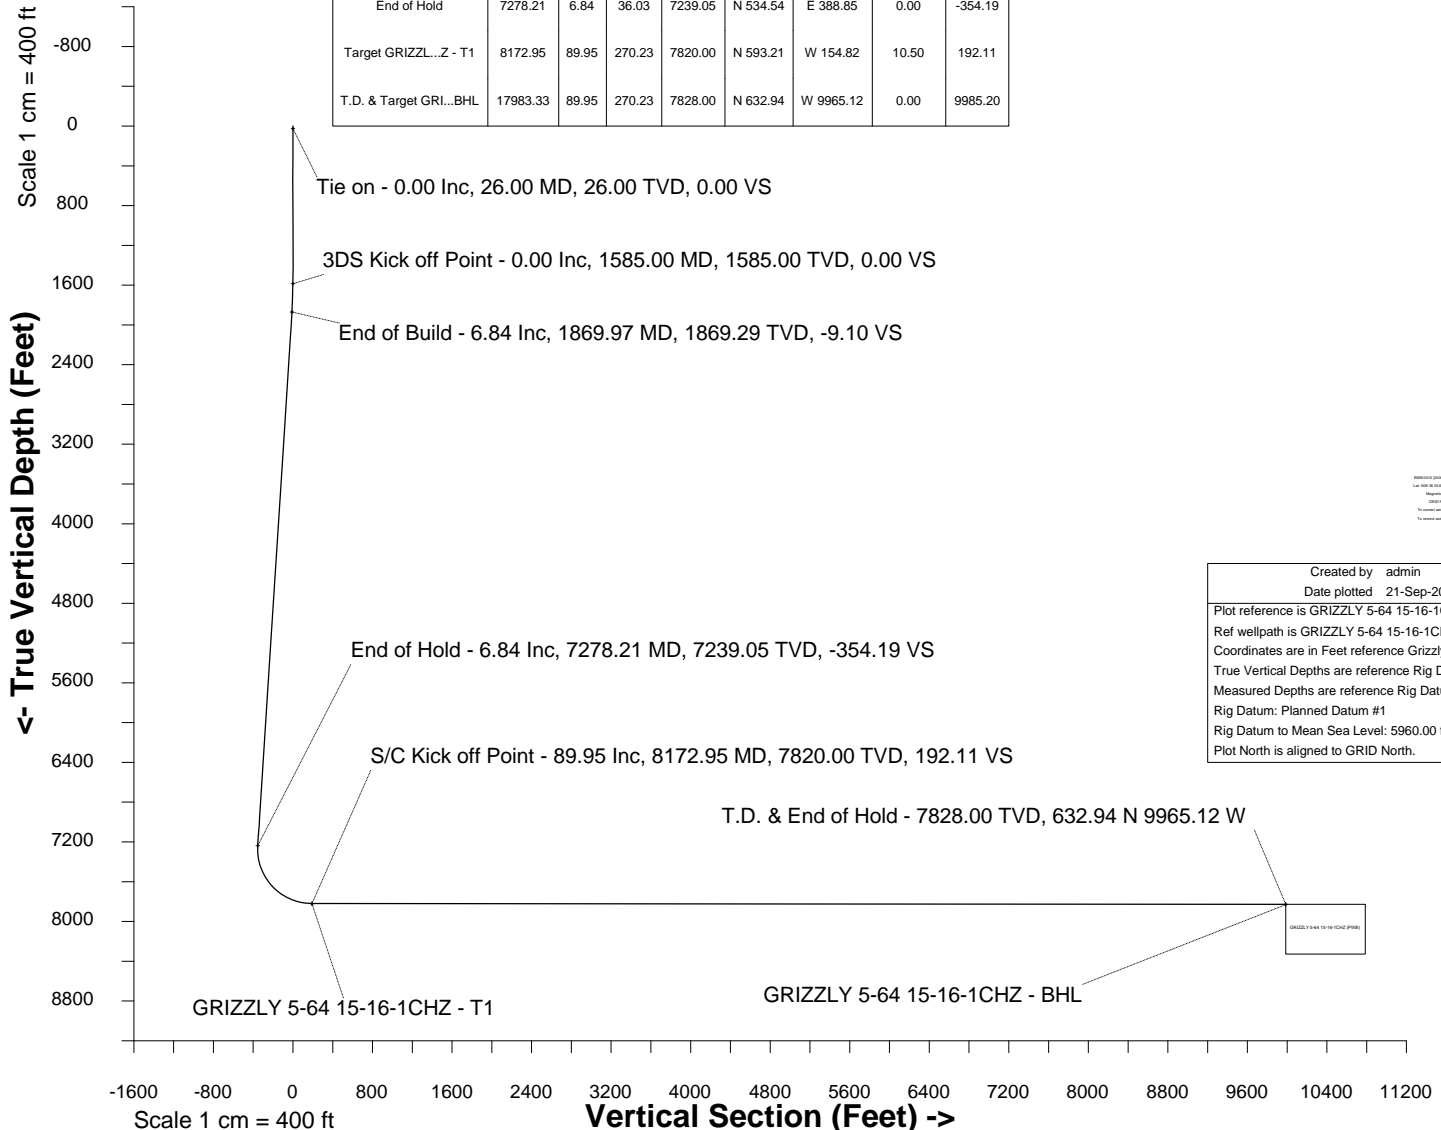 End of Hold 7278.21 6.84 36.03 7239.05 N 534.54 E 388.85 0.00 -354.19
Target GRIZZL...Z - T1 8172.95 89.95 270.23 7820.00 N 593.21 W 154.82 10.50 192.11
T.D. & Target GRI...BHL 17983.33 89.95 270.23 7828.00 N 632.94 W 9965.12 0.00 9985.20
Scale 1 cm = 400 ft
<- True Vertical Depth (Feet)
-800
0
800
1600
2400
3200
4000
4800
5600
6400
7200
8000
8800
Tie on - 0.00 Inc, 26.00 MD, 26.00 TVD, 0.00 VS
3DS Kick off Point - 0.00 Inc, 1585.00 MD, 1585.00 TVD, 0.00 VS
End of Build - 6.84 Inc, 1869.97 MD, 1869.29 TVD, -9.10 VS
End of Hold - 6.84 Inc, 7278.21 MD, 7239.05 TVD, -354.19 VS
S/C Kick off Point - 89.95 Inc, 8172.95 MD, 7820.00 TVD, 192.11 VS
T.D. & End of Hold - 7828.00 TVD, 632.94 N 9965.12 W
GRIZZLY 5-64 15-16-1CHZ (PWB)
GRIZZLY 5-64 15-16-1CHZ - T1
GRIZZLY 5-64 15-16-1CHZ - BHL
Created by admin
Date plotted 21-Sep-20
Plot reference is GRIZZLY 5-64 15-16-1
Ref wellpath is GRIZZLY 5-64 15-16-1C
Coordinates are in Feet reference Grizzly
True Vertical Depths are reference Rig D
Measured Depths are reference Rig Dat
Rig Datum: Planned Datum #1
Rig Datum to Mean Sea Level: 5960.00
Plot North is aligned to GRID North.
-1600 -800 0 800 1600 2400 3200 4000 4800 5600 6400 7200 8000 8800 9600 10400 11200
Scale 1 cm = 400 ft
Vertical Section (Feet) ->